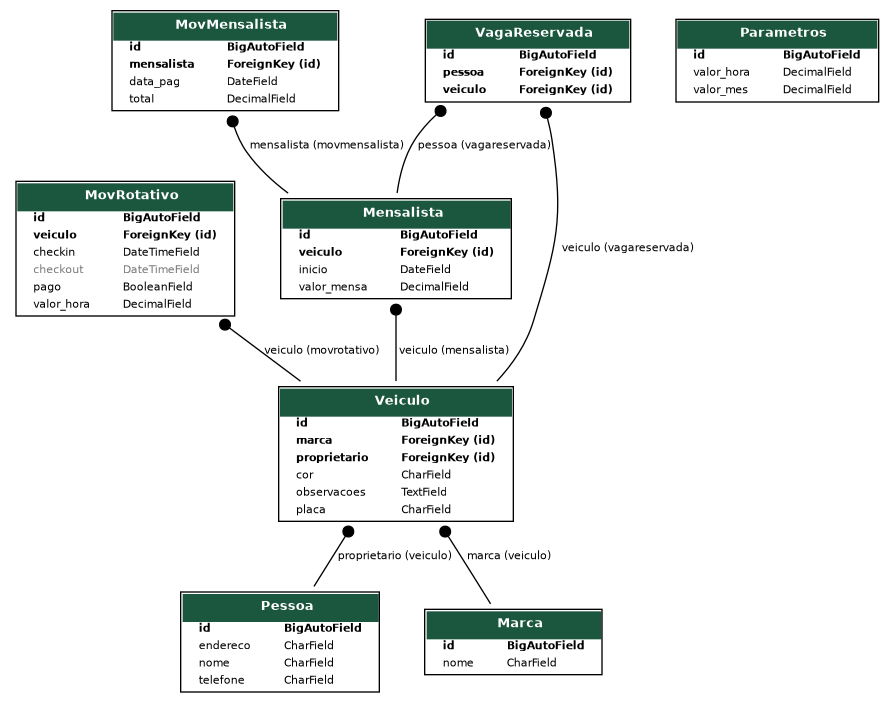 MovMensalista
id BigAutoField
mensalista ForeignKey (id)
data_pag DateField
total DecimalField
VagaReservada
id BigAutoField
pessoa ForeignKey (id)
veiculo ForeignKey (id)
Parametros
id BigAutoField
valor_hora DecimalField
valor_mes DecimalField
mensalista (movmensalista)
pessoa (vagareservada)
MovRotativo
id BigAutoField
veiculo ForeignKey (id)
checkin DateTimeField
checkout DateTimeField
pago BooleanField
valor_hora DecimalField
Mensalista
id BigAutoField
veiculo ForeignKey (id)
inicio DateField
valor_mensa DecimalField
veiculo (vagareservada)
veiculo (movrotativo)
veiculo (mensalista)
Veiculo
id BigAutoField
marca ForeignKey (id)
proprietario ForeignKey (id)
cor CharField
observacoes TextField
placa CharField
proprietario (veiculo)
marca (veiculo)
Pessoa
id BigAutoField
endereco CharField
nome CharField
telefone CharField
Marca
id BigAutoField
nome CharField